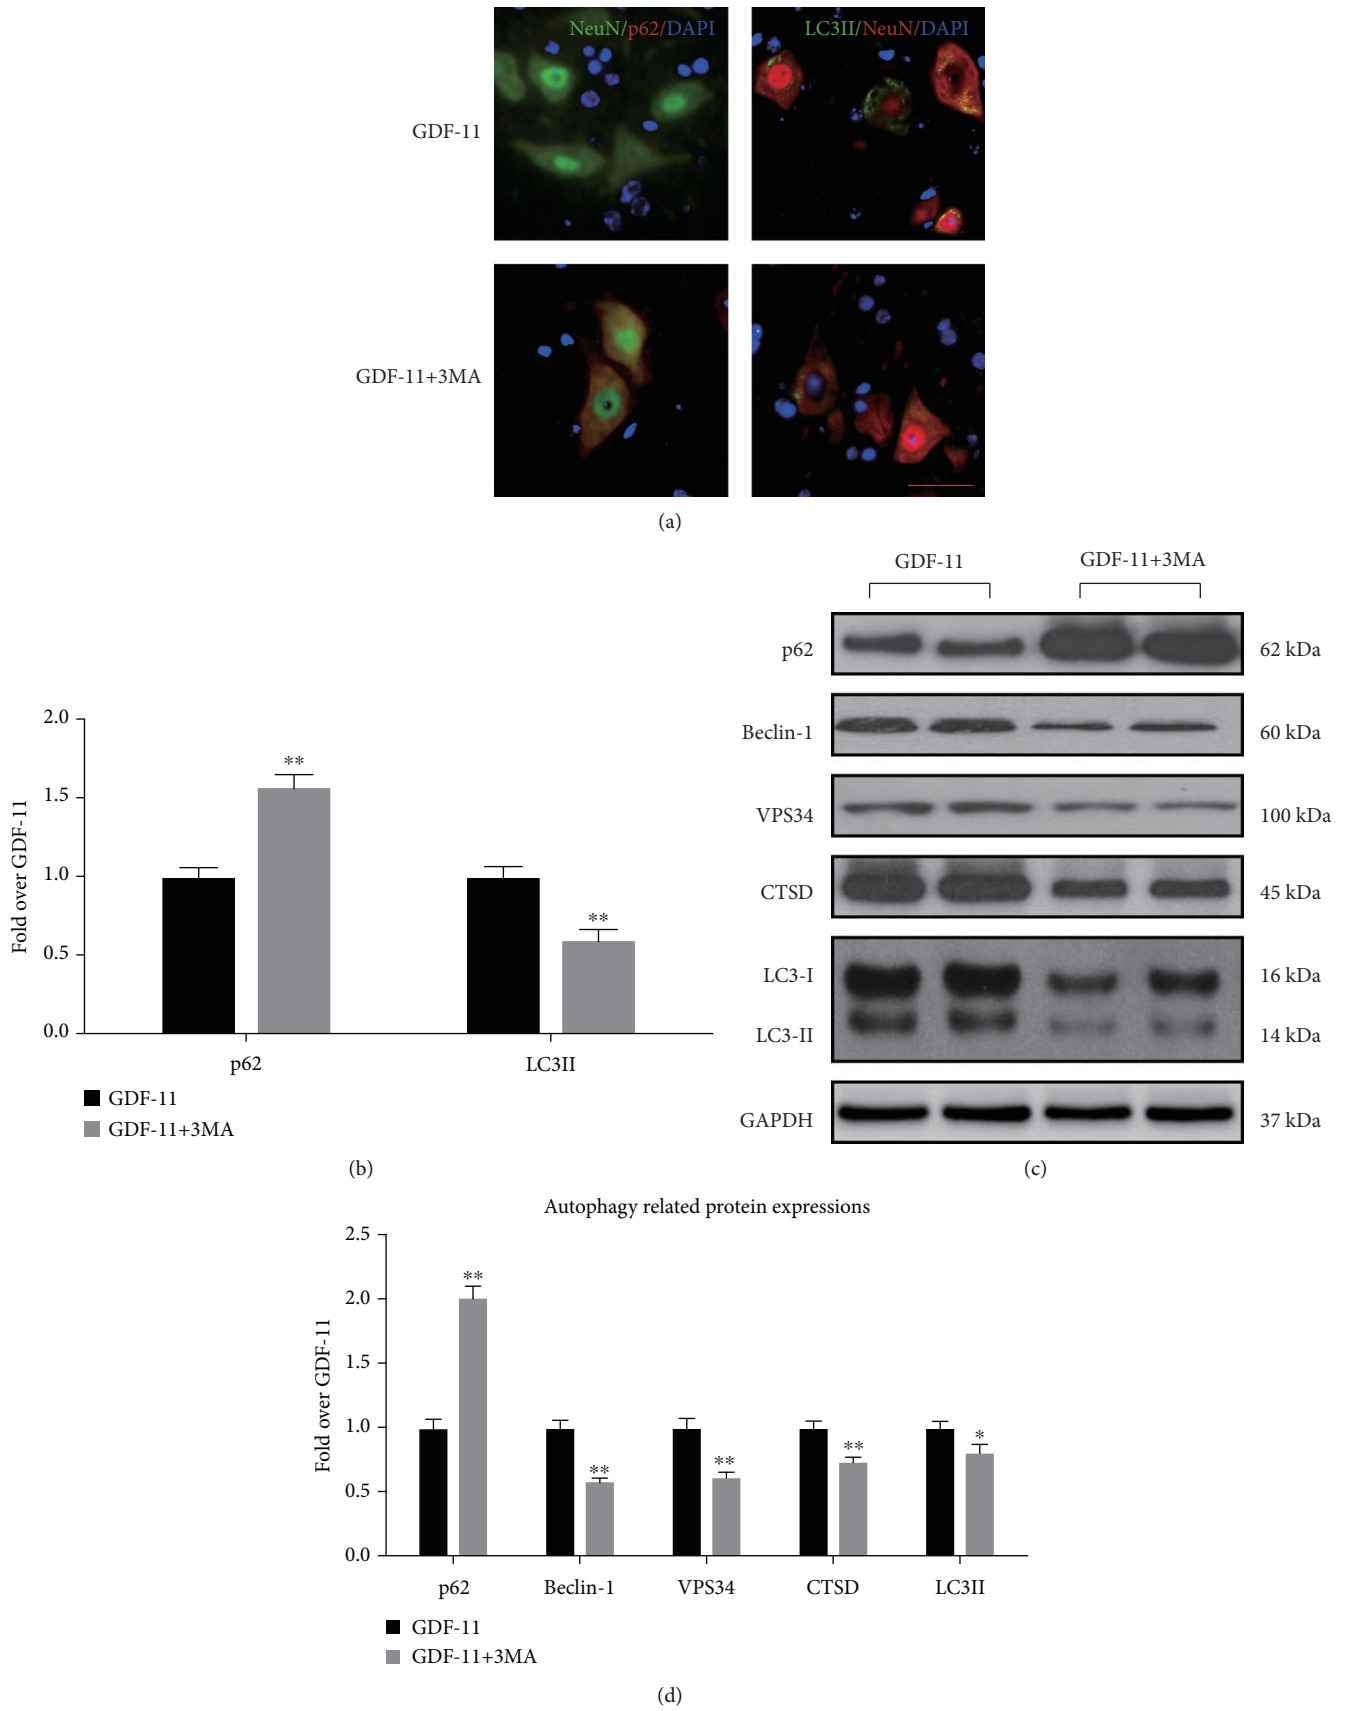 NeuN/p62/DAPI
LC3II/NeuN/DAPI
GDF-11
GDF-11+3MA
(a)
2.0
1.5
1.0
0.5
0.0
Fold over GDF-11
**
**
p62
LC3II
GDF-11
GDF-11+3MA
(b)
GDF-11
GDF-11+3MA
p62
62 kDa
Beclin-1
60 kDa
VPS34
100 kDa
CTSD
45 kDa
LC3-I
16 kDa
LC3-II
14 kDa
GAPDH
37 kDa
(c)
Autophagy related protein expressions
2.5
2.0
1.5
1.0
0.5
0.0
Fold over GDF-11
**
**
**
**
*
p62
Beclin-1
VPS34
CTSD
LC3II
GDF-11
GDF-11+3MA
(d)